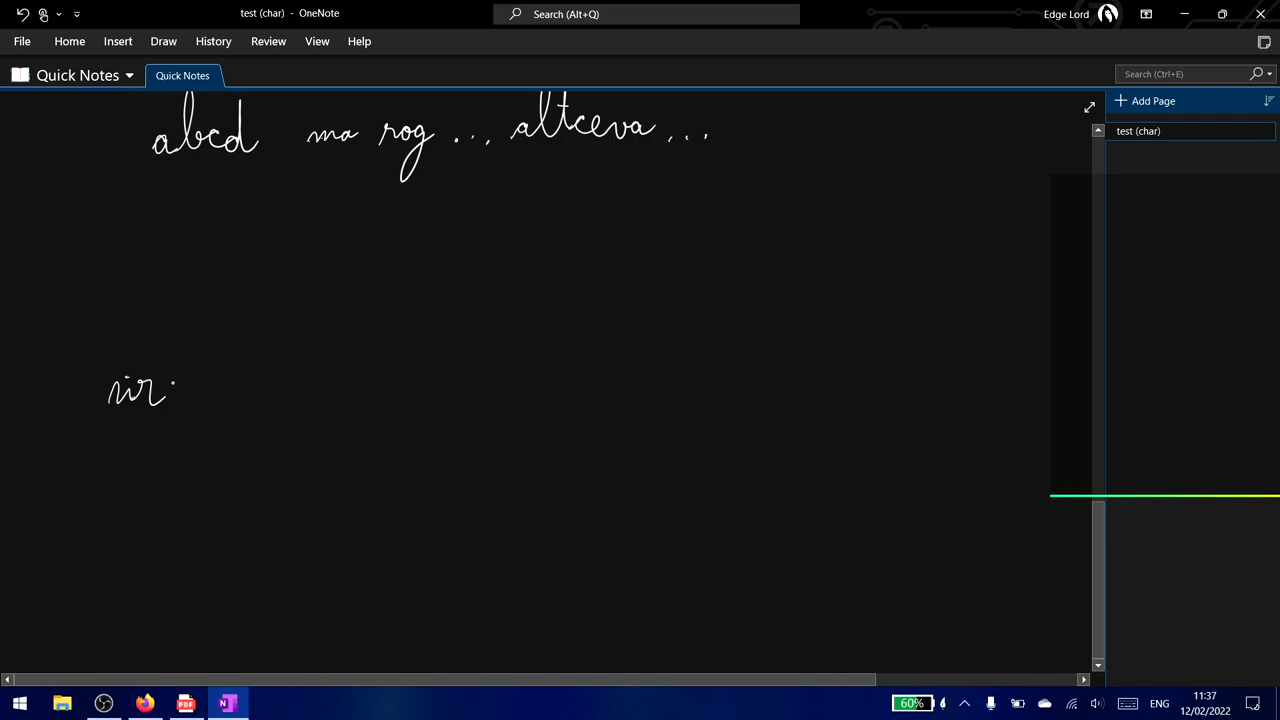 test (char) - OneNote
Search (Alt+Q)
Edge Lord
File Home Insert Draw History Review View Help
Quick Notes
Quick Notes
Search (Ctrl+E)
Add Page
test (char)
abcd ma rog ... altceva ...
60%
ENG
11:37
12/02/2022